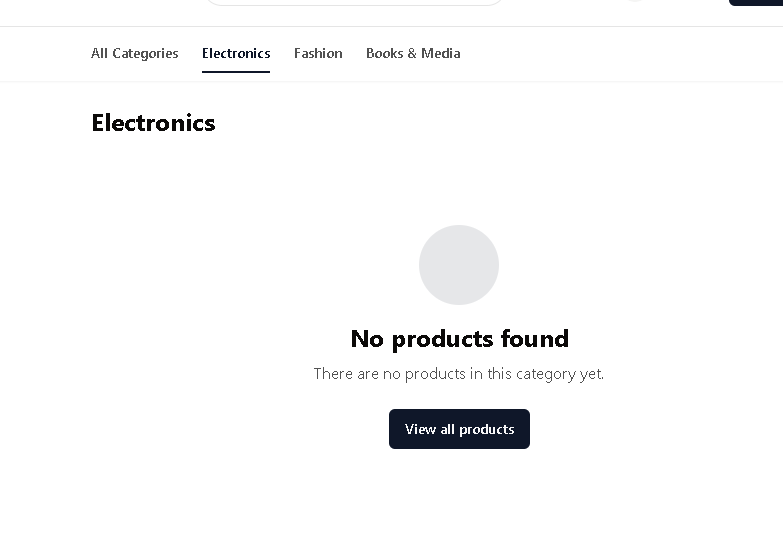 All Categories Electronics Fashion Books & Media
Electronics
No products found
There are no products in this category yet.
View all products